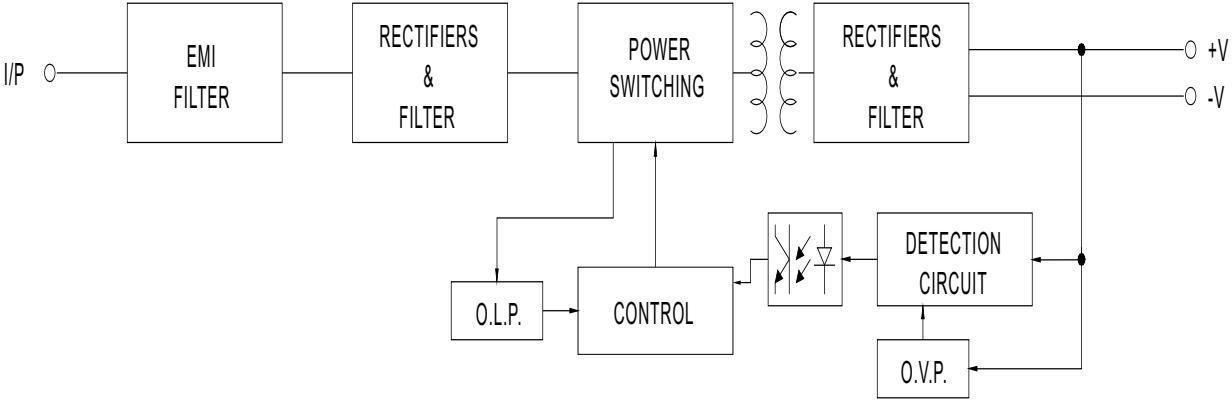 I/P
EMI
FILTER
RECTIFIERS
&
FILTER
POWER
SWITCHING
RECTIFIERS
&
FILTER
+V
-V
DETECTION
CIRCUIT
O.L.P.
CONTROL
O.V.P.